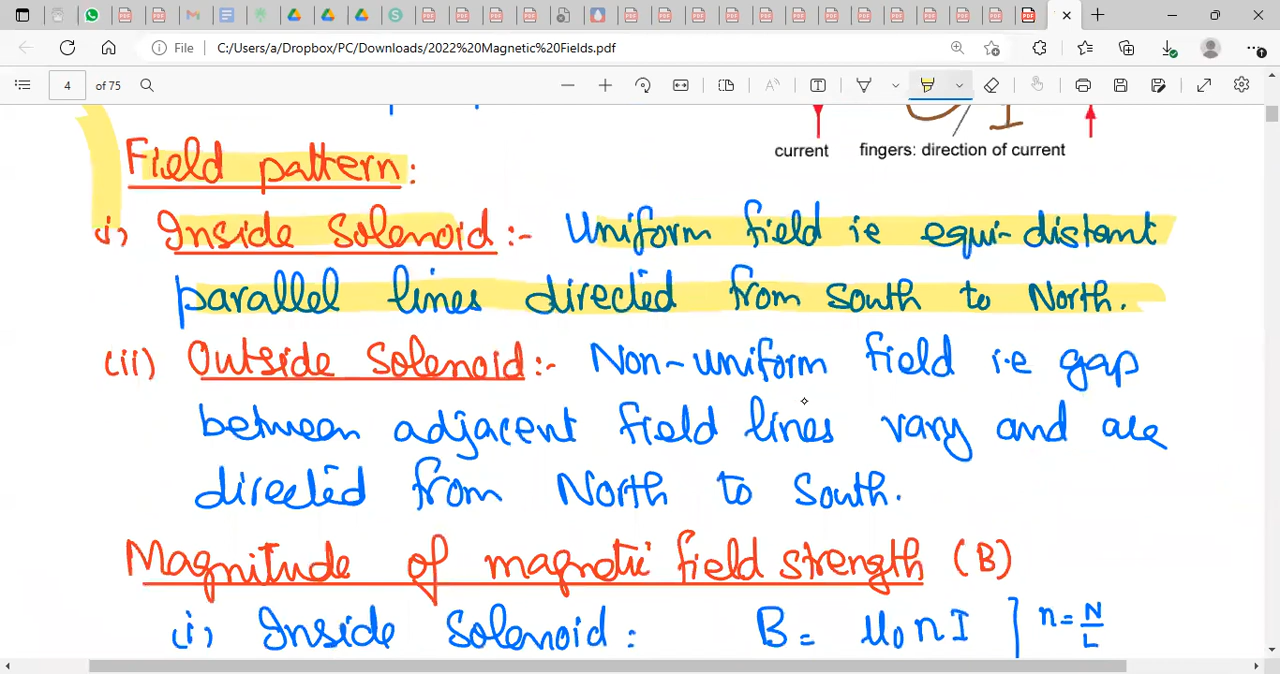 File C:/Users/a/Dropbox/PC/Downloads/2022%20Magnetic%20Fields.pdf
4 of 75
current fingers: direction of current
I
Field pattern:
i) Inside Solenoid :- Uniform field ie equi-distant
parallel lines directed from South to North.
(ii) Outside Solenoid:- Non-uniform field i.e gap
between adjacent field lines vary and are
directed from North to South.
Magnitude of magnetic field strength (B)
(i) Inside Solenoid: B = μ₀ n I | n = N/L